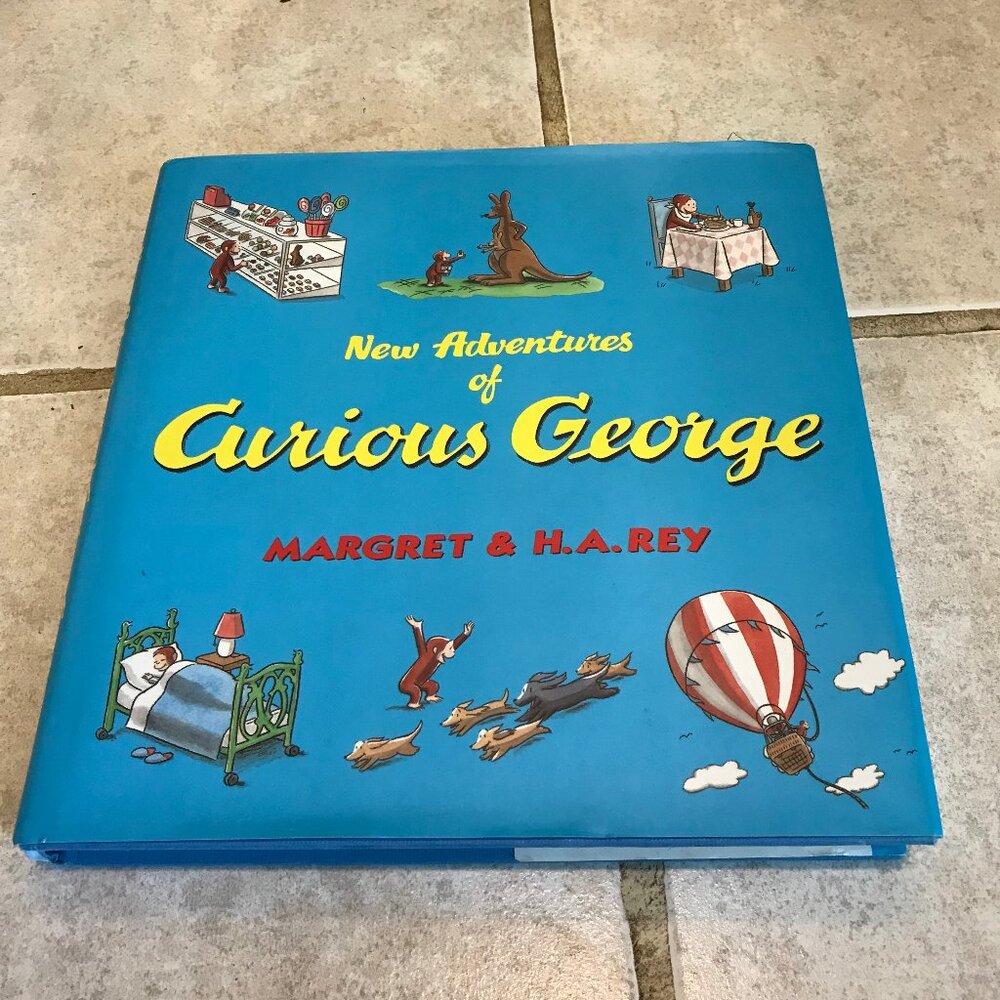 New Adventures
of
Curious George
MARGRET & H.A.REY